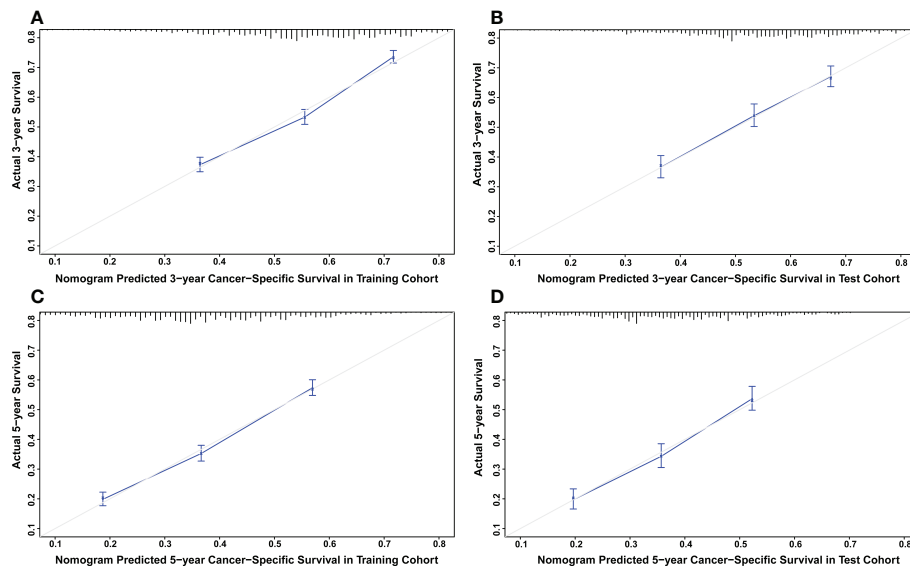 A
Actual 3−year Survival
0.8
0.7
0.6
0.5
0.4
0.3
0.2
0.1
0.1 0.2 0.3 0.4 0.5 0.6 0.7 0.8
Nomogram Predicted 3−year Cancer−Specific Survival in Training Cohort
B
Actual 3−year Survival
0.8
0.7
0.6
0.5
0.4
0.3
0.2
0.1
0.1 0.2 0.3 0.4 0.5 0.6 0.7 0.8
Nomogram Predicted 3−year Cancer−Specific Survival in Test Cohort
C
Actual 5−year Survival
0.8
0.7
0.6
0.5
0.4
0.3
0.2
0.1
0.1 0.2 0.3 0.4 0.5 0.6 0.7 0.8
Nomogram Predicted 5−year Cancer−Specific Survival in Training Cohort
D
Actual 5−year Survival
0.8
0.7
0.6
0.5
0.4
0.3
0.2
0.1
0.1 0.2 0.3 0.4 0.5 0.6 0.7 0.8
Nomogram Predicted 5−year Cancer−Specific Survival in Test Cohort